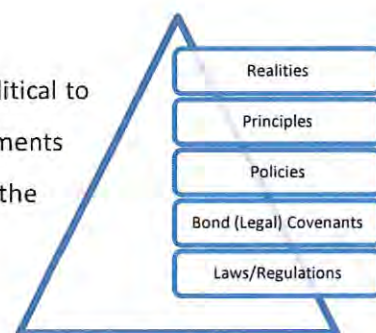 litical to
ments
the
Realities
Principles
Policies
Bond (Legal) Covenants
Laws/Regulations